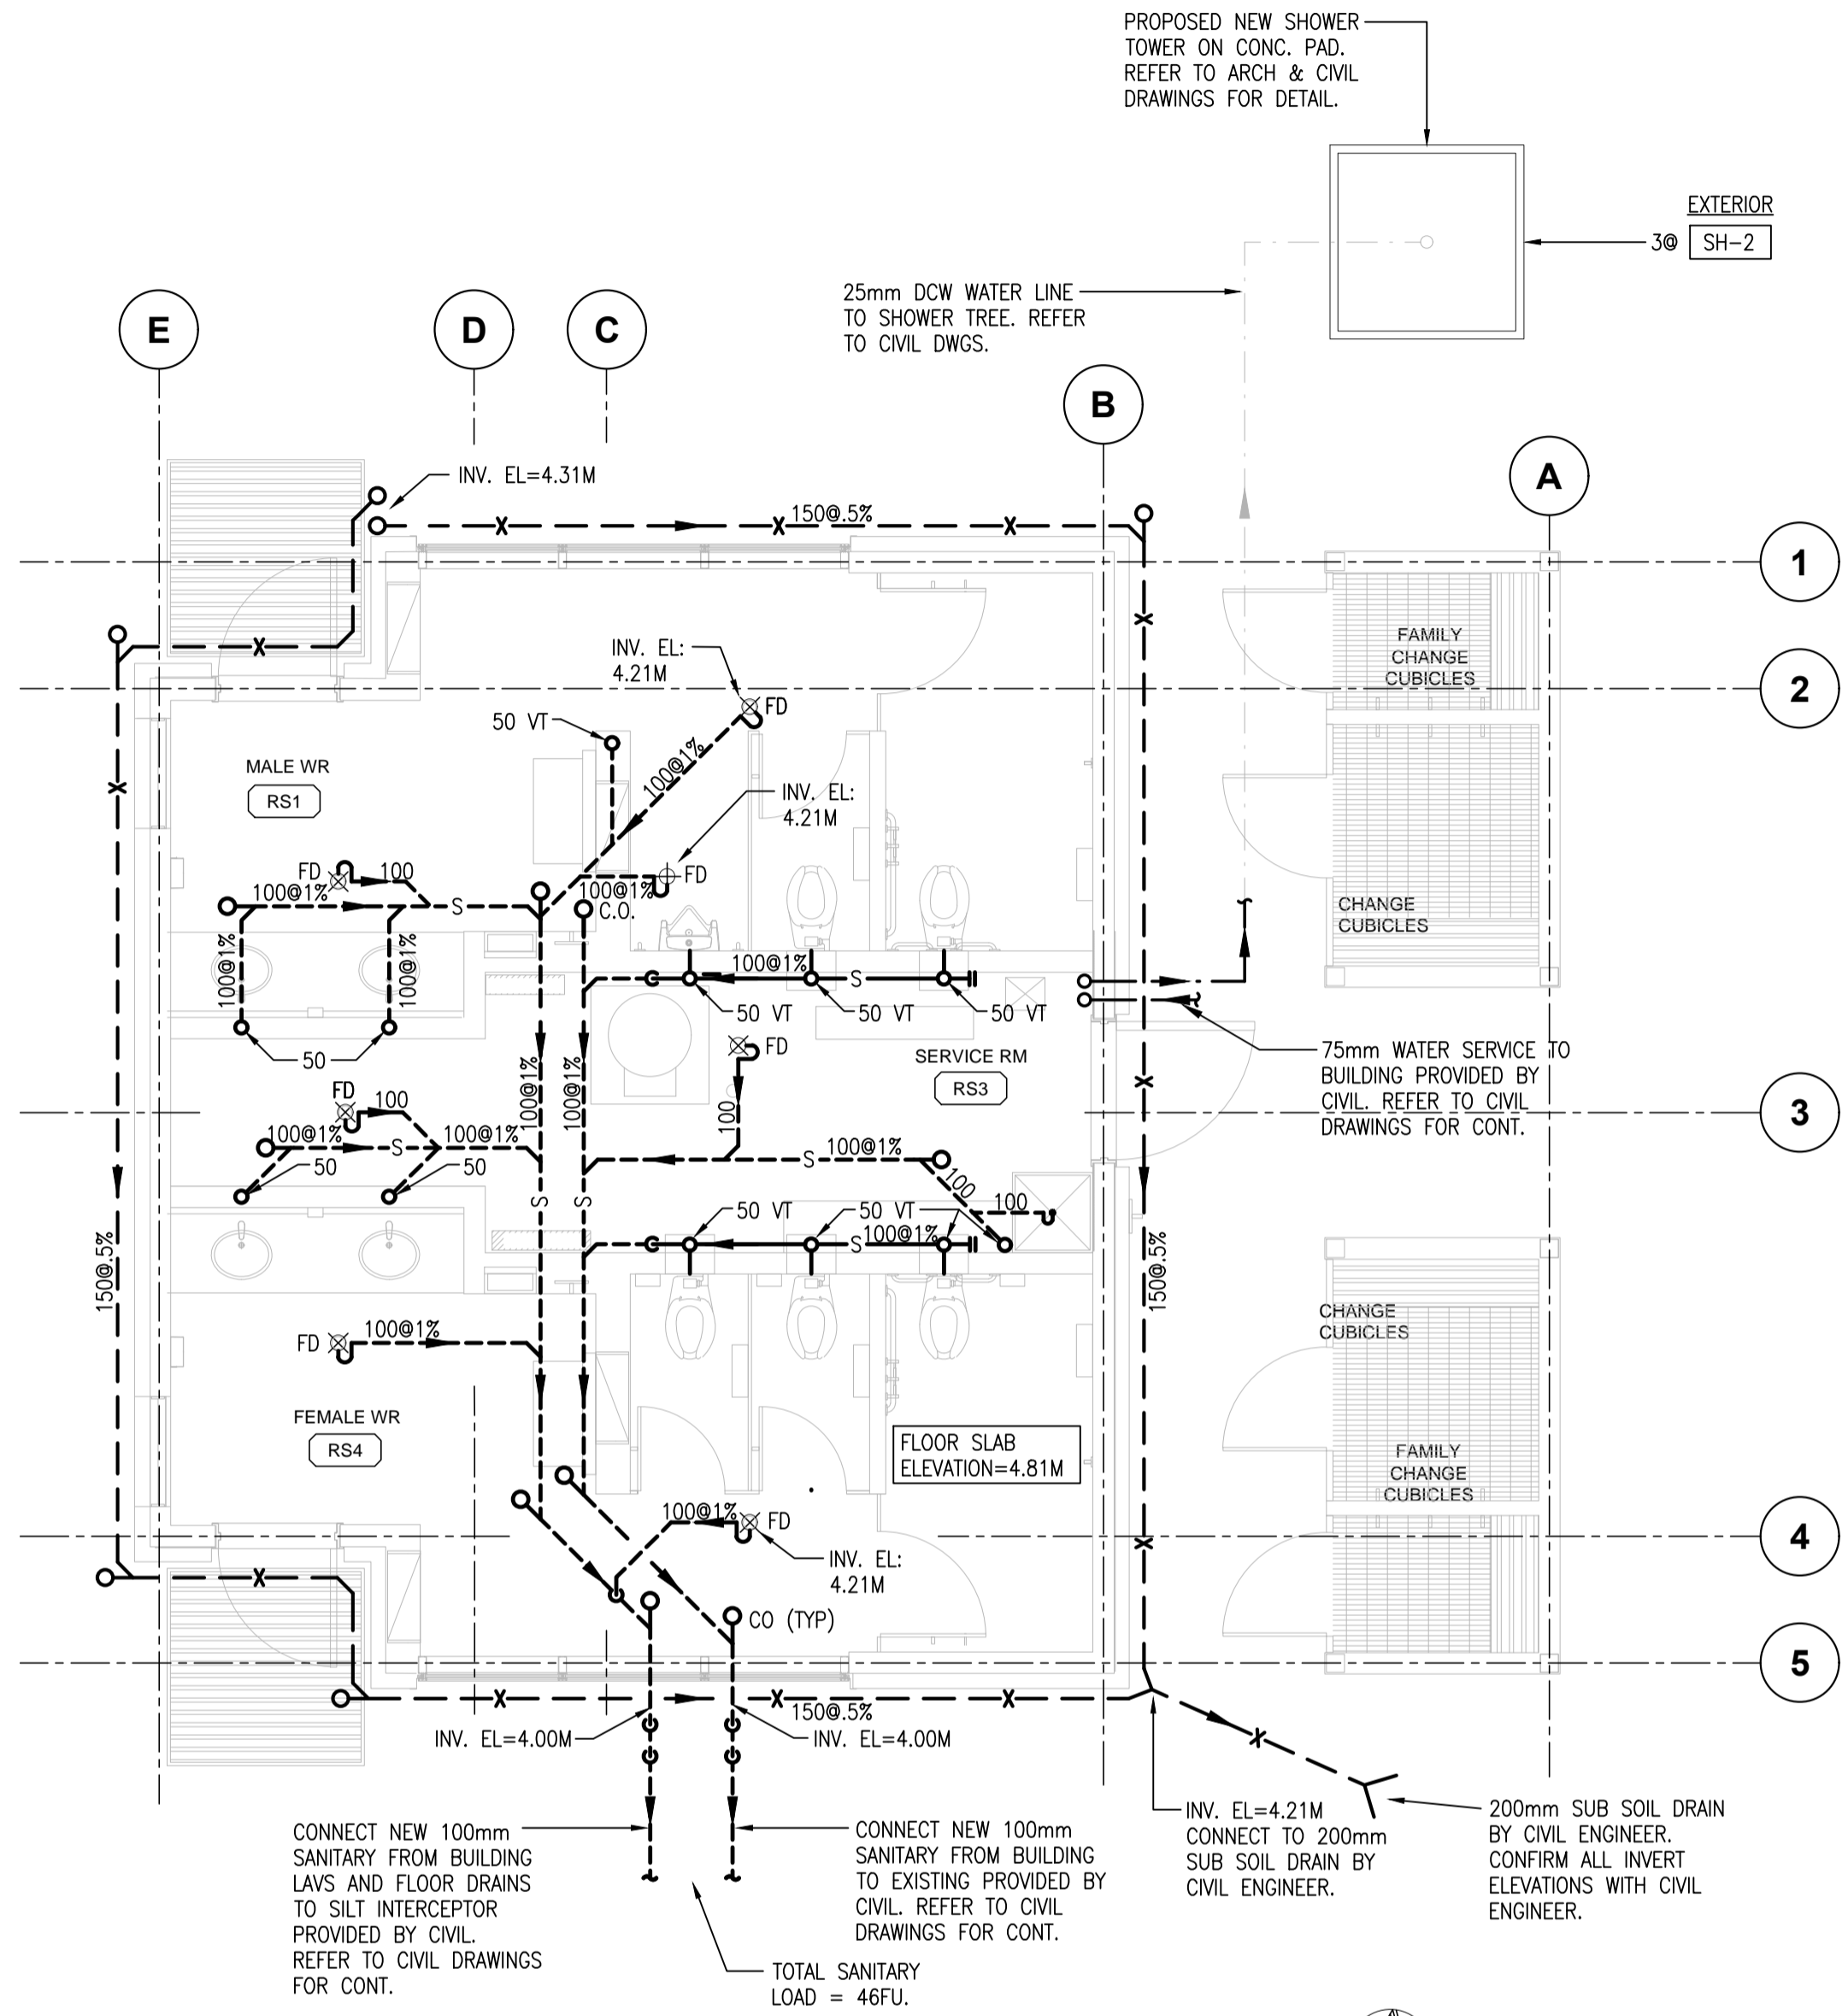 PROPOSED NEW SHOWER
TOWER ON CONC. PAD.
REFER TO ARCH & CIVIL
DRAWINGS FOR DETAIL.
EXTERIOR
3@ SH-2
25mm DCW WATER LINE
TO SHOWER TREE. REFER
TO CIVIL DWGS.
E
D
C
B
A
INV. EL=4.31M
150@.5%
1
FAMILY
CHANGE
CUBICLES
INV. EL:
4.21M
2
FD
50 VT
100@1%
MALE WR
RS1
INV. EL:
4.21M
FD
100@1%
C.O.
FD
100
100@1%
S
CHANGE
CUBICLES
100@1%
100@1%
100@1%
S
50 VT
50 VT
50 VT
50
FD
SERVICE RM
RS3
75mm WATER SERVICE TO
BUILDING PROVIDED BY
CIVIL. REFER TO CIVIL
DRAWINGS FOR CONT.
100@1%
100@1%
FD
100
100
3
100@1%
S
100@1%
50
50
100@1%
S
100
100
S
S
50 VT
50 VT
100@1%
S
150@.5%
150@.5%
CHANGE
CUBICLES
FD
100@1%
FEMALE WR
RS4
FLOOR SLAB
ELEVATION=4.81M
FAMILY
CHANGE
CUBICLES
100@1%
FD
4
INV. EL:
4.21M
CO (TYP)
5
150@.5%
INV. EL=4.00M
INV. EL=4.00M
CONNECT NEW 100mm
SANITARY FROM BUILDING
LAVS AND FLOOR DRAINS
TO SILT INTERCEPTOR
PROVIDED BY CIVIL.
REFER TO CIVIL DRAWINGS
FOR CONT.
CONNECT NEW 100mm
SANITARY FROM BUILDING
TO EXISTING PROVIDED BY
CIVIL. REFER TO CIVIL
DRAWINGS FOR CONT.
INV. EL=4.21M
CONNECT TO 200mm
SUB SOIL DRAIN BY
CIVIL ENGINEER.
200mm SUB SOIL DRAIN
BY CIVIL ENGINEER.
CONFIRM ALL INVERT
ELEVATIONS WITH CIVIL
ENGINEER.
TOTAL SANITARY
LOAD = 46FU.